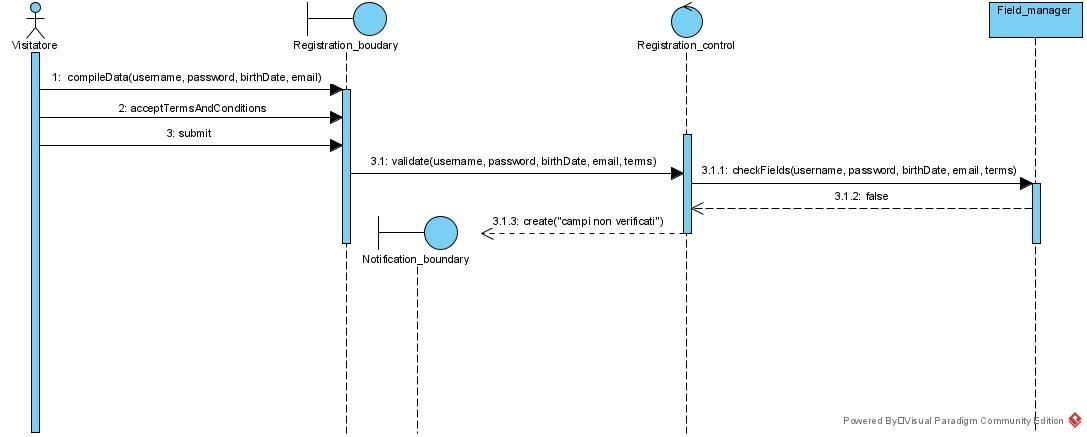 Visitatore
Registration_boudary
Registration_control
Field_manager
1: compileData(username, password, birthDate, email)
2: acceptTermsAndConditions
3: submit
3.1: validate(username, password, birthDate, email, terms)
3.1.1: checkFields(username, password, birthDate, email, terms)
3.1.2: false
3.1.3: create("campi non verificati")
Notification_boundary
Powered By Visual Paradigm Community Edition